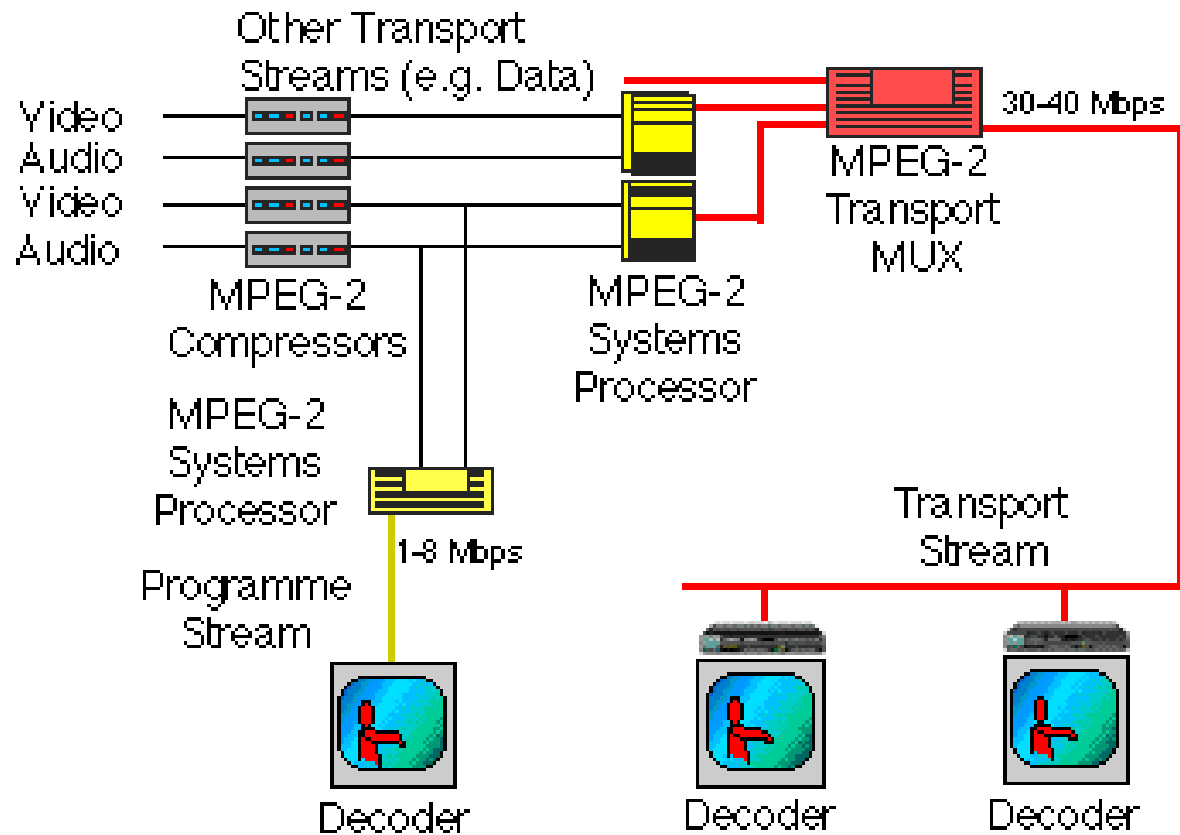 Other Transport
Streams (e.g. Data)
Video
Audio
Video
Audio
MPEG-2
Compressors
MPEG-2
Systems
Processor
30-40 Mbps
MPEG-2
Transport
MUX
MPEG-2
Systems
Processor
1-8 Mbps
Programme
Stream
Transport
Stream
Decoder
Decoder
Decoder